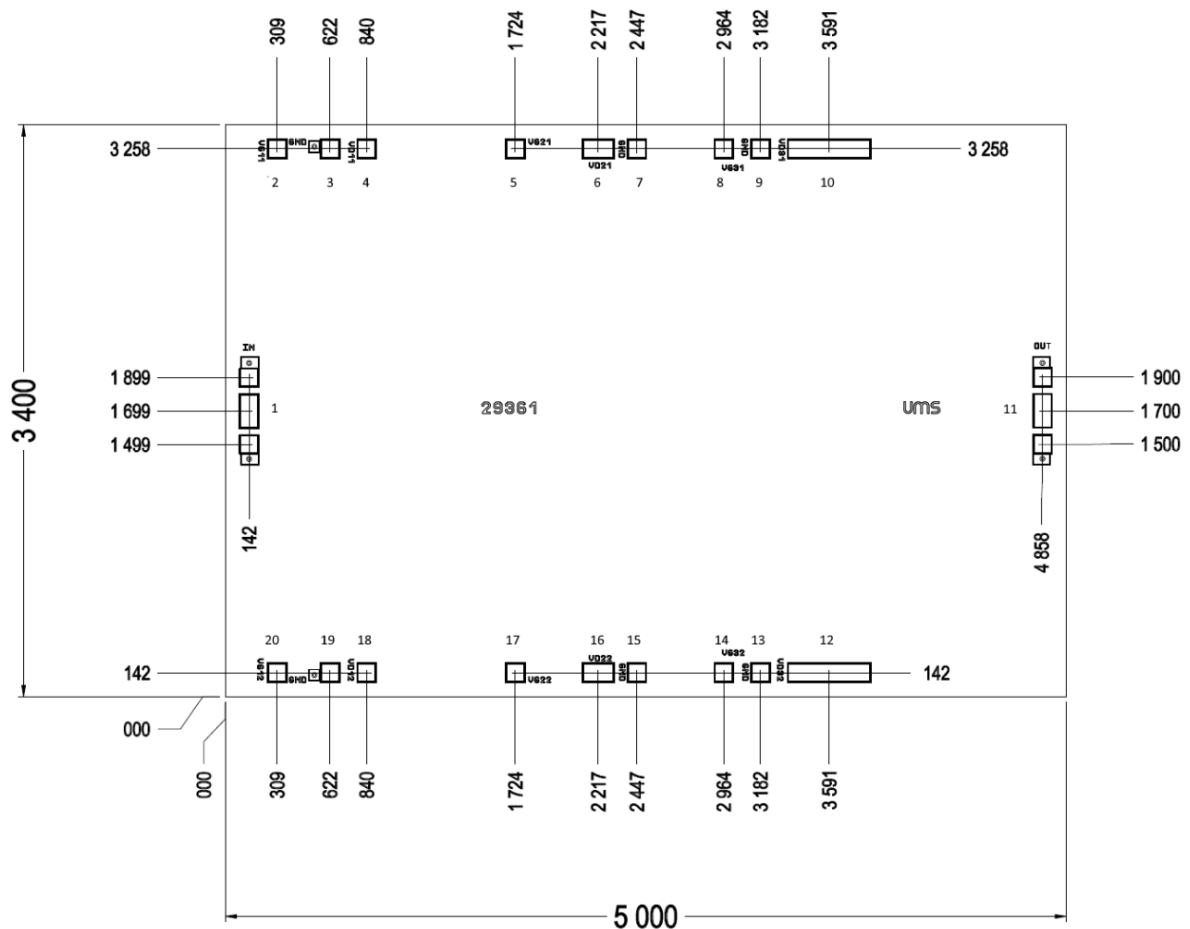 309 622 840 1 724 2 217 2 447 2 964 3 182 3 591
3 258 VG11 GND VD11 VG21 VD21 GND VG31 GND VD31 3 258
2 3 4 5 6 7 8 9 10
IN OUT
1 899 1 900
3 400 1 699 1 29361 UMS 11 1 700
1 499 1 500
142 4 858
20 19 18 17 16 15 14 13 12
142 VG12 GND VD12 VG22 VD22 GND VG32 GND VD32 142
000
000 309 622 840 1 724 2 217 2 447 2 964 3 182 3 591
5 000